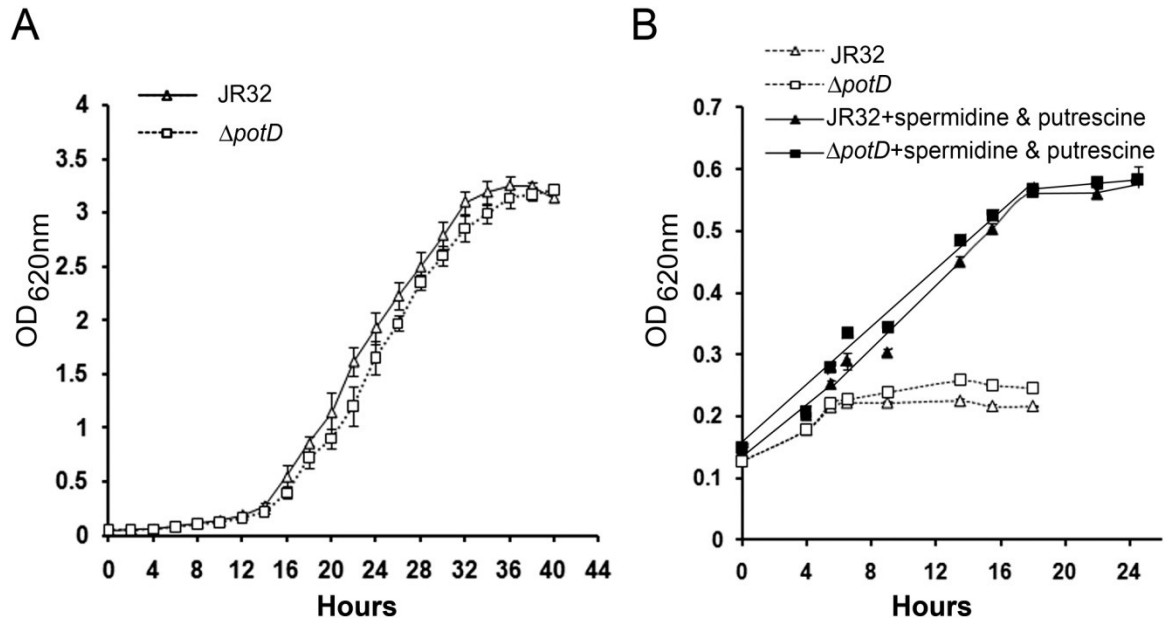 A
JR32
ΔpotD
4
3.5
3
2.5
2
1.5
1
0.5
0
OD620nm
0 4 8 12 16 20 24 28 32 36 40 44
Hours
B
JR32
ΔpotD
JR32+spermidine & putrescine
ΔpotD+spermidine & putrescine
0.7
0.6
0.5
0.4
0.3
0.2
0.1
0
OD620nm
0 4 8 12 16 20 24
Hours